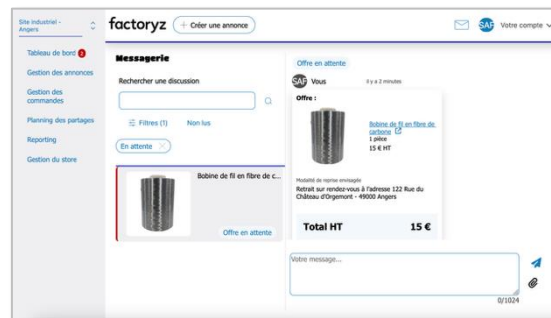 Site industriel -
Angers
factoryz
+ Créer une annonce
SAF
Votre compte
Tableau de bord 2
Gestion des annonces
Gestion des
commandes
Planning des partages
Reporting
Gestion du store
Messagerie
Rechercher une discussion
Filtres (1)
Non lus
En attente
Bobine de fil en fibre de c...
Offre en attente
Offre en attente
SAF Vous
il y a 2 minutes
Offre :
Bobine de fil en fibre de
carbone
1 pièce
15 € HT
Modalité de reprise envisagée
Retrait sur rendez-vous à l'adresse 122 Rue du
Château d'Orgemont - 49000 Angers
Total HT 15 €
Votre message...
0/1024